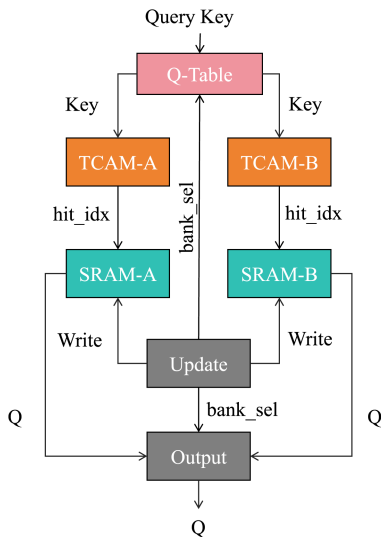 Query Key
Q-Table
Key
Key
TCAM-A
TCAM-B
bank_sel
hit_idx
hit_idx
SRAM-A
SRAM-B
Write
Write
Update
bank_sel
Q
Q
Output
Q